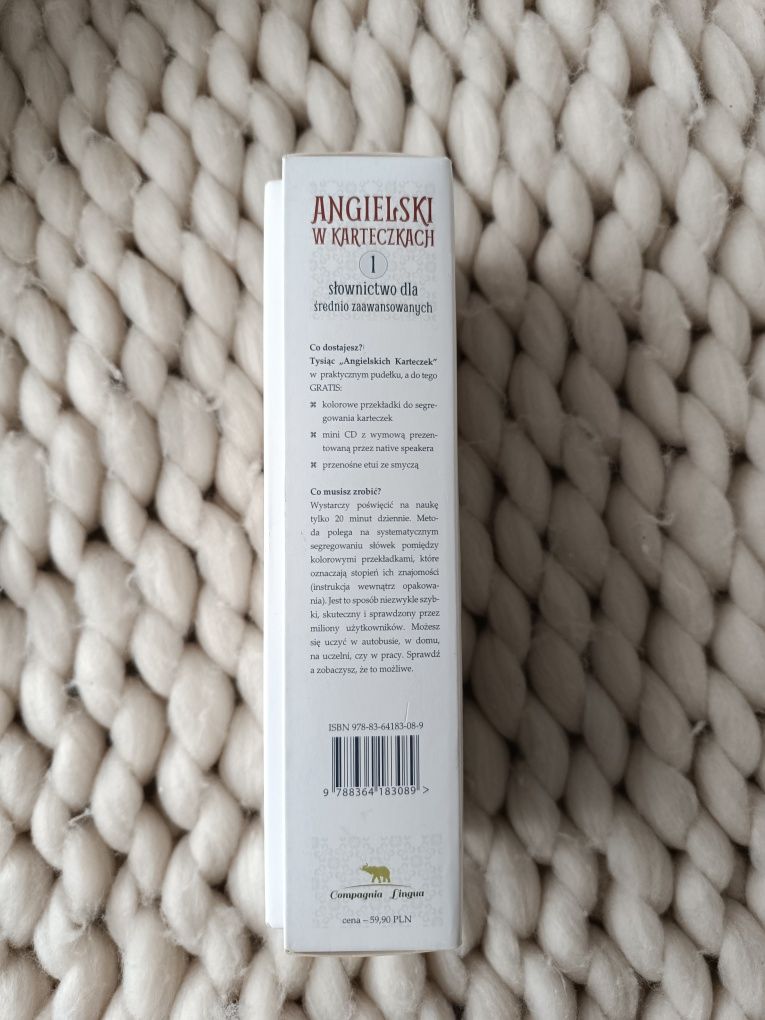 ANGIELSKI
W KARTECZKACH
1
słownictwo dla
średnio zaawansowanych
Co dostajesz?
Tysiąc „Angielskich Karteczek”
w praktycznym pudełku, a do tego
GRATIS:
⌘ kolorowe przekładki do segre-
gowania karteczek
⌘ mini CD z wymową prezen-
towaną przez native speakera
⌘ przenośne etui ze smyczą
Co musisz zrobić?
Wystarczy poświęcić na naukę
tylko 20 minut dziennie. Meto-
da polega na systematycznym
segregowaniu słówek pomiędzy
kolorowymi przekładkami, które
oznaczają stopień ich znajomości
(instrukcja wewnątrz opakowa-
nia). Jest to sposób niezwykle szyb-
ki, skuteczny i sprawdzony przez
miliony użytkowników. Możesz
się uczyć w autobusie, w domu,
na uczelni, czy w pracy. Sprawdź
a zobaczysz, że to możliwe.
ISBN 978-83-64183-08-9
9 788364 183089 >
Compagnia Lingua
cena – 59,90 PLN